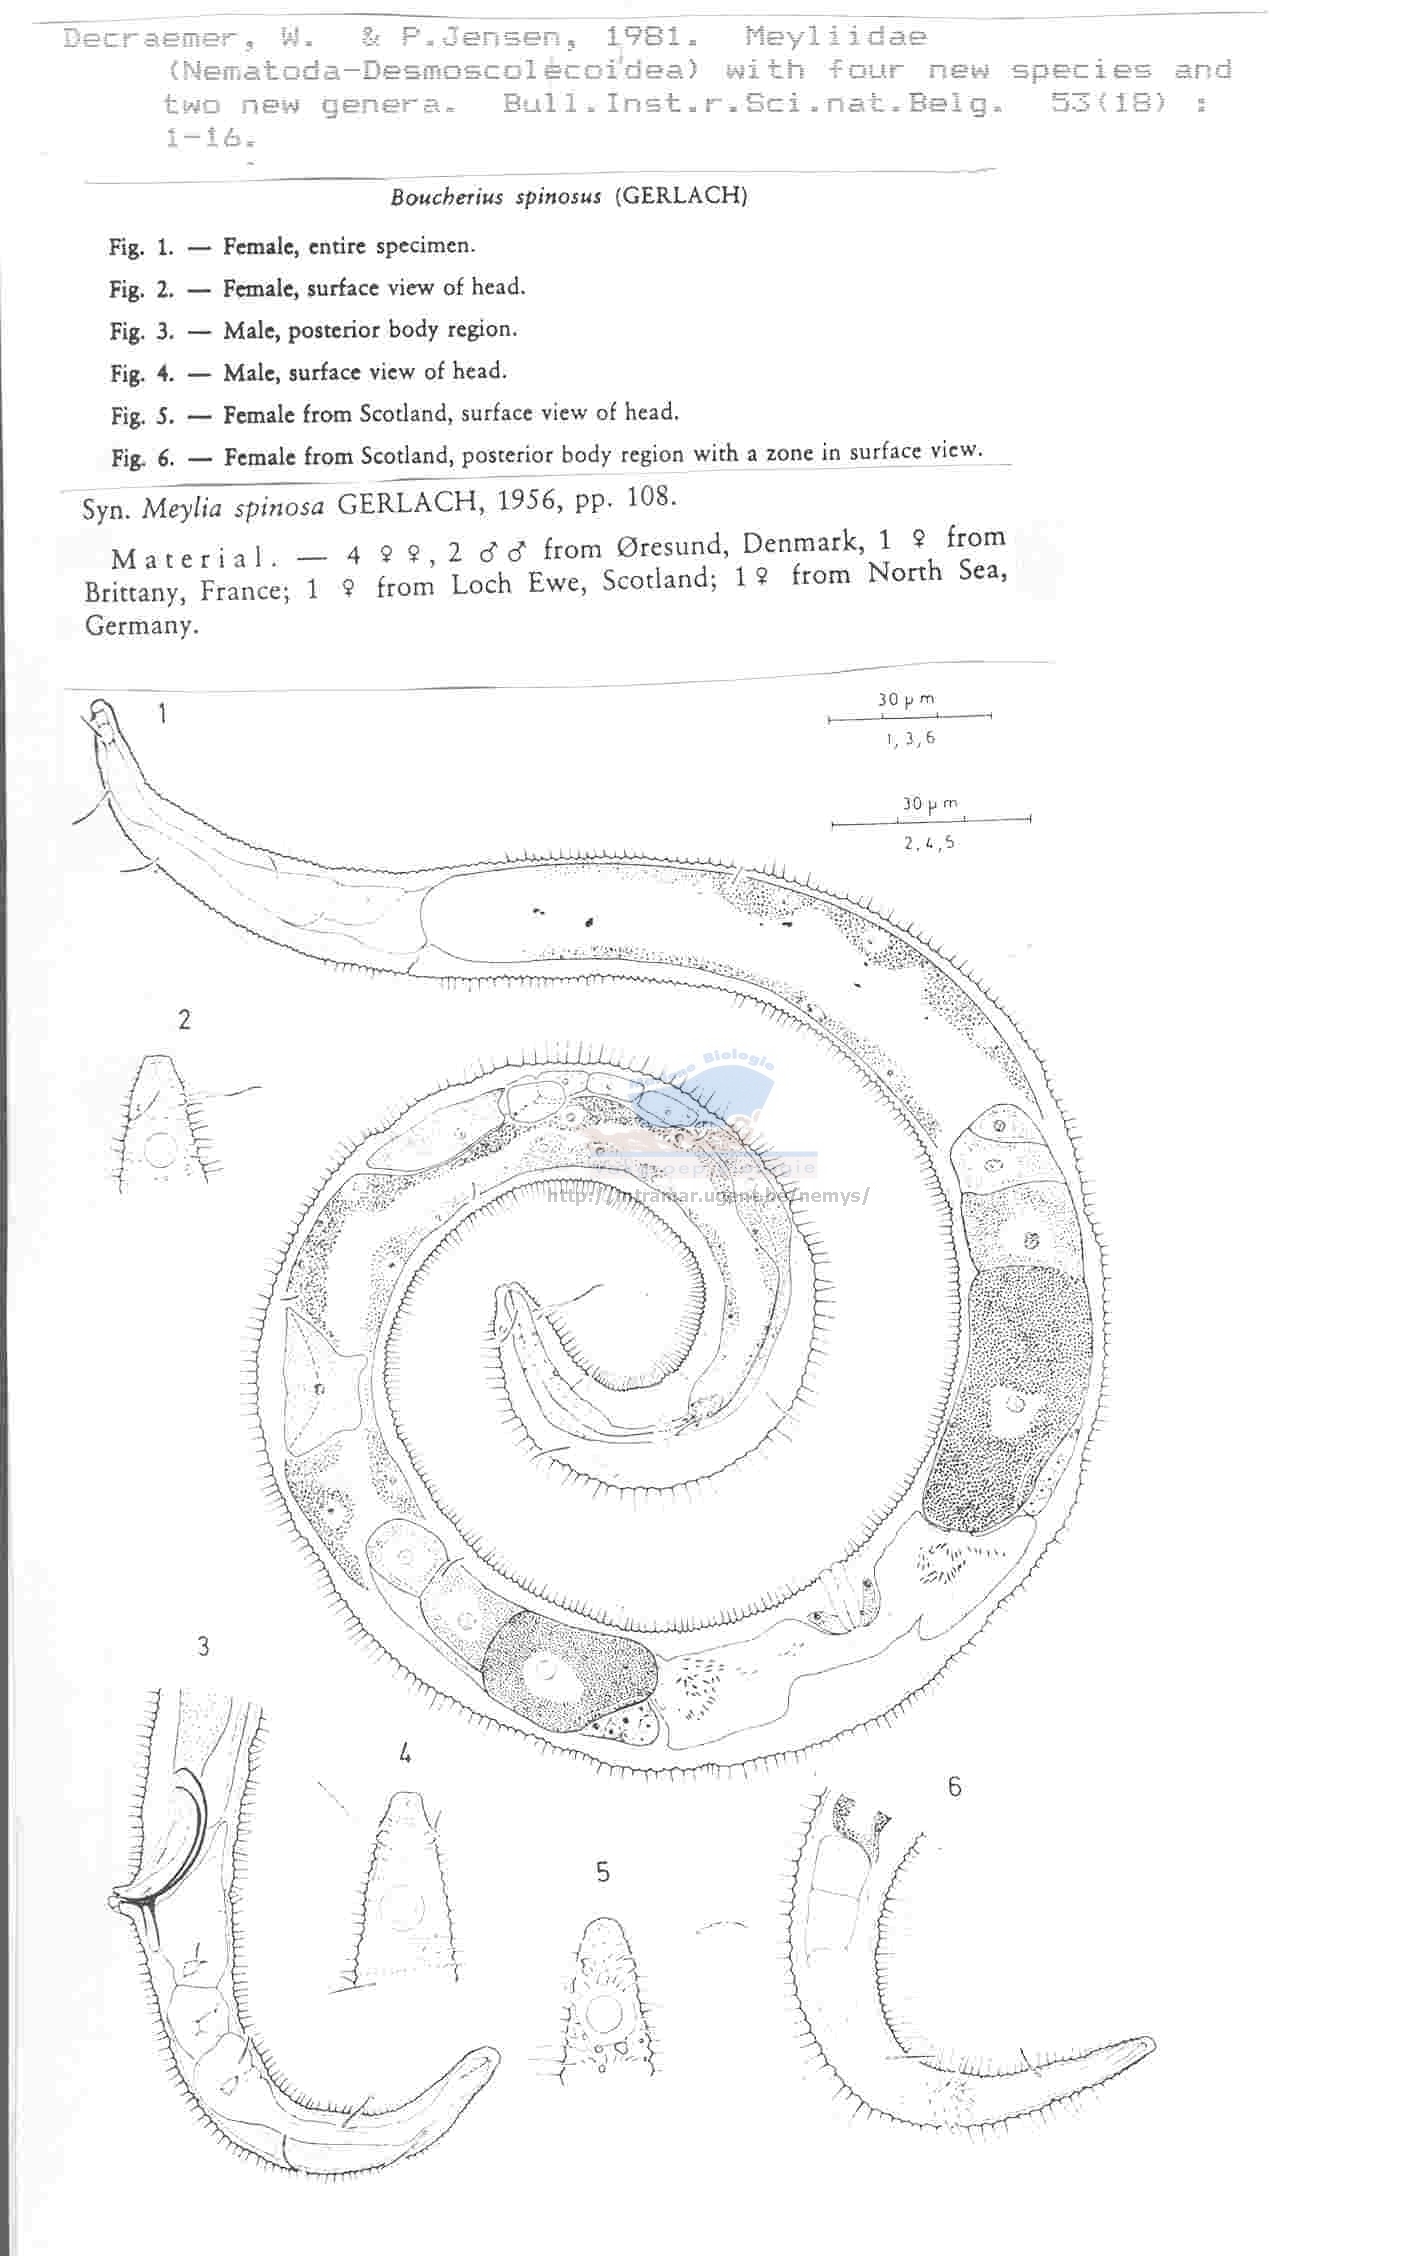 Decraemer, W. & P.Jensen, 1981. Meyliidae
(Nematoda-Desmoscolecoidea) with four new species and
two new genera. Bull.Inst.r.Sci.nat.Belg. 53(18) :
1-16.
Boucherius spinosus (GERLACH)
Fig. 1. — Female, entire specimen.
Fig. 2. — Female, surface view of head.
Fig. 3. — Male, posterior body region.
Fig. 4. — Male, surface view of head.
Fig. 5. — Female from Scotland, surface view of head.
Fig. 6. — Female from Scotland, posterior body region with a zone in surface view.
Syn. Meylia spinosa GERLACH, 1956, pp. 108.
Material. — 4 ♀ ♀, 2 ♂ ♂ from Øresund, Denmark, 1 ♀ from
Brittany, France; 1 ♀ from Loch Ewe, Scotland; 1 ♀ from North Sea,
Germany.
1
30 μm
1, 3, 6
30 μm
2, 4, 5
2
Biologie
http://intramar.ugent.be/nemys/
3
4
5
6